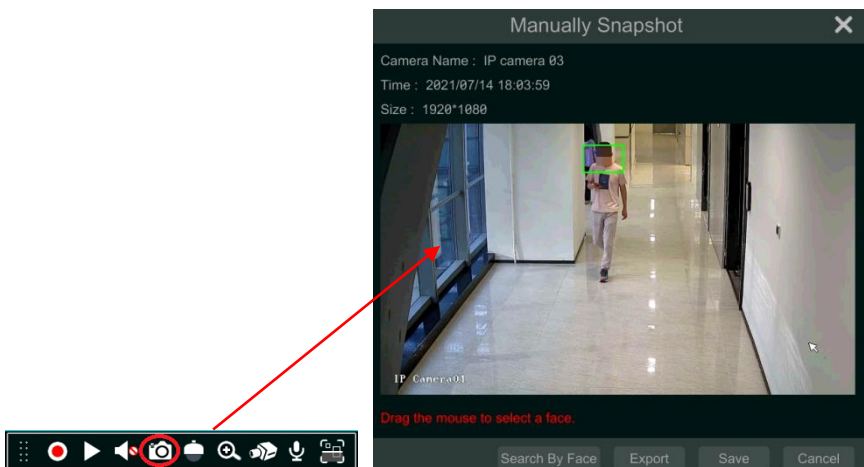 Manually Snapshot
Camera Name : IP camera 03
Time : 2021/07/14 18:03:59
Size : 1920*1080
IP Camera01
Drag the mouse to select a face.
Search By Face
Export
Save
Cancel